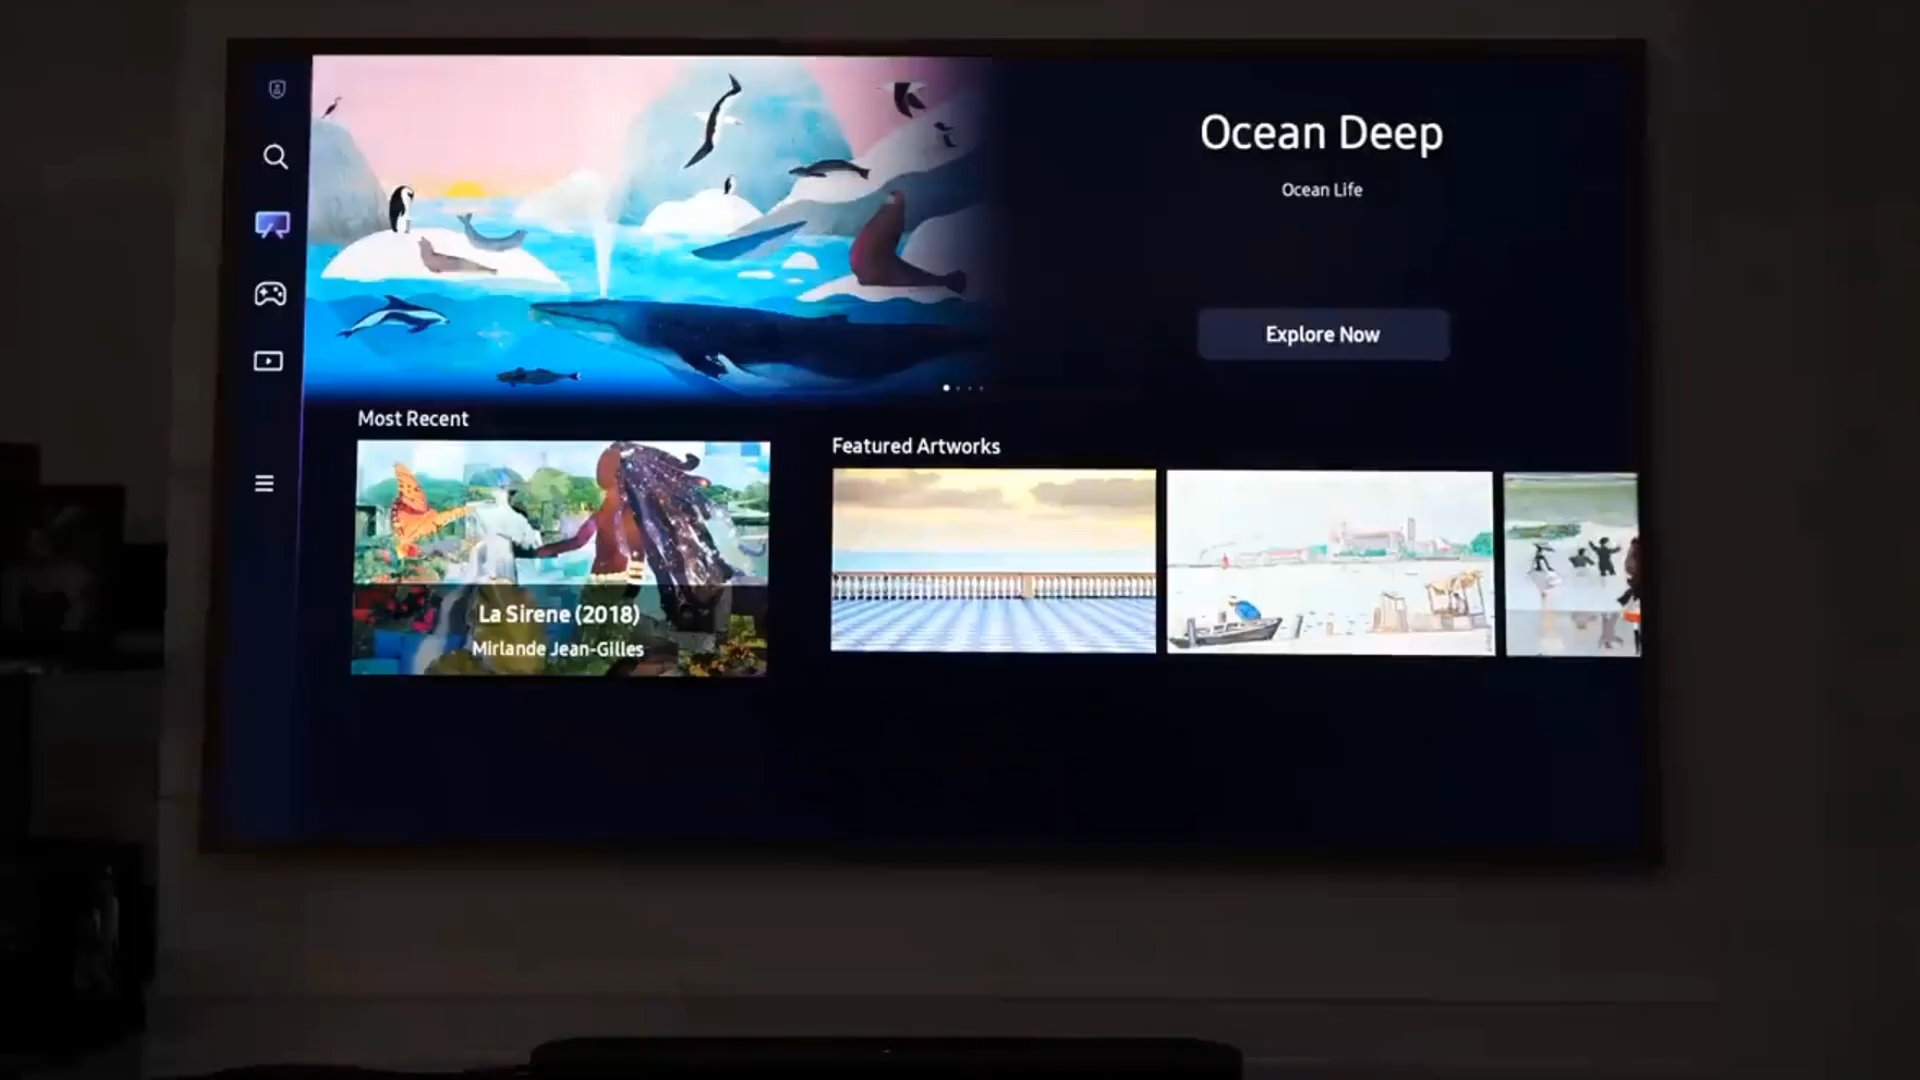 Ocean Deep
Ocean Life
Explore Now
Most Recent
La Sirene (2018)
Mirlande Jean-Gilles
Featured Artworks